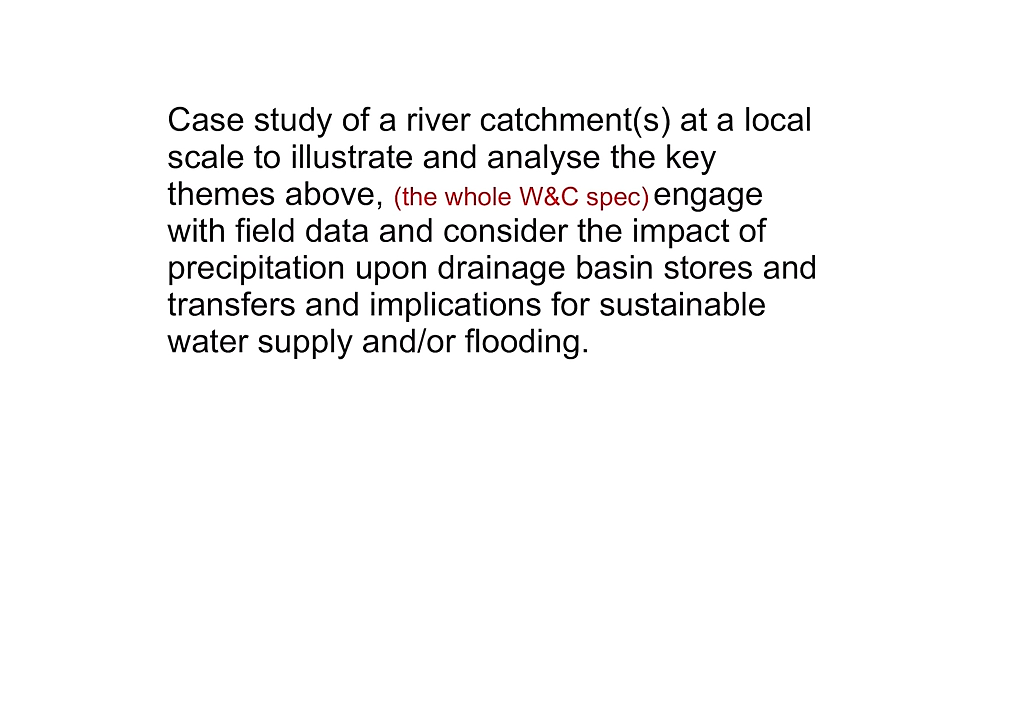 Case study of a river catchment(s) at a local
scale to illustrate and analyse the key
themes above, (the whole W&C spec) engage
with field data and consider the impact of
precipitation upon drainage basin stores and
transfers and implications for sustainable
water supply and/or flooding.